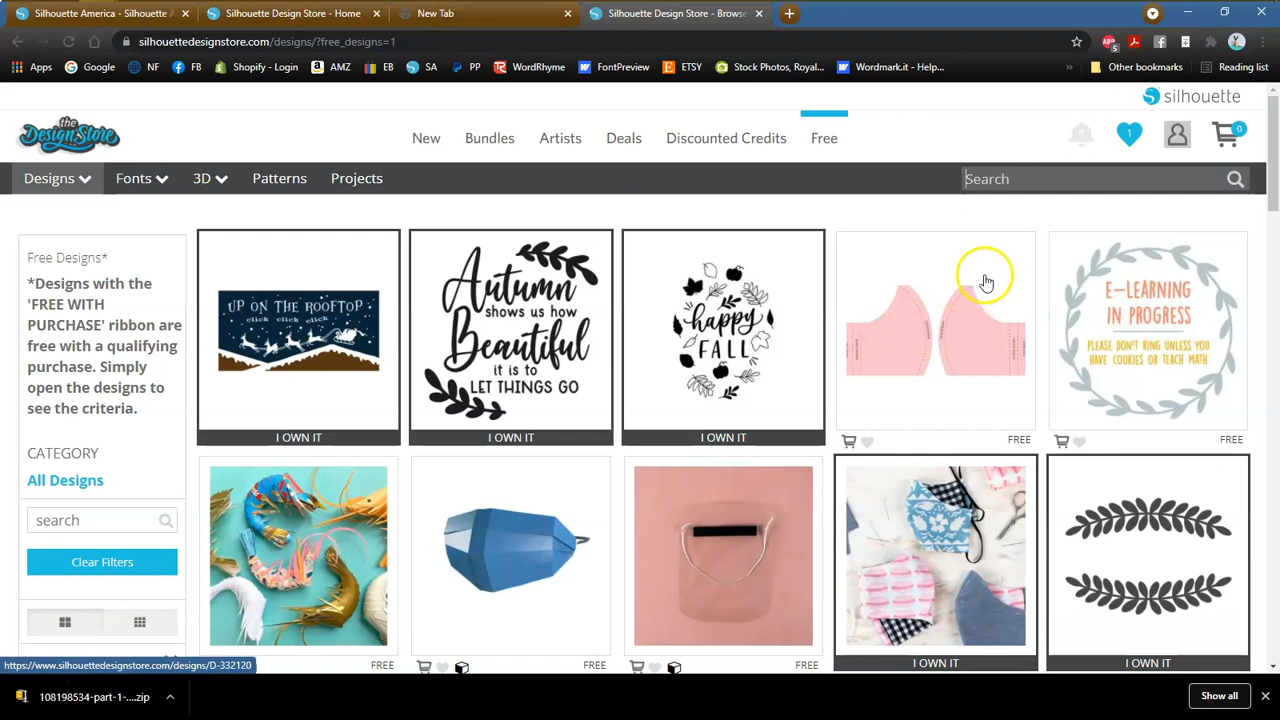 Silhouette America - Silhouette A
Silhouette Design Store - Home
New Tab
Silhouette Design Store - Brows
silhouettedesignstore.com/designs/?free_designs=1
5
Apps Google NF FB Shopify - Login AMZ EB SA PP WordRhyme FontPreview ETSY Stock Photos, Royal... Wordmark.it - Help... » Other bookmarks Reading list
silhouette
the Design Store
New Bundles Artists Deals Discounted Credits Free
0 1 0
Designs Fonts 3D Patterns Projects
Search
Free Designs*
*Designs with the
'FREE WITH
PURCHASE' ribbon are
free with a qualifying
purchase. Simply
open the designs to
see the criteria.
CATEGORY
All Designs
search
Clear Filters
UP ON THE ROOFTOP
click click click
I OWN IT
Autumn
shows us how
Beautiful
it is to
LET THINGS GO
I OWN IT
happy
FALL
I OWN IT
FREE
E-LEARNING
IN PROGRESS
PLEASE DON'T RING UNLESS YOU
HAVE COOKIES OR TEACH MATH
FREE
FREE
FREE
FREE
I OWN IT
I OWN IT
https://www.silhouettedesignstore.com/designs/D-332120
108198534-part-1-....zip
Show all